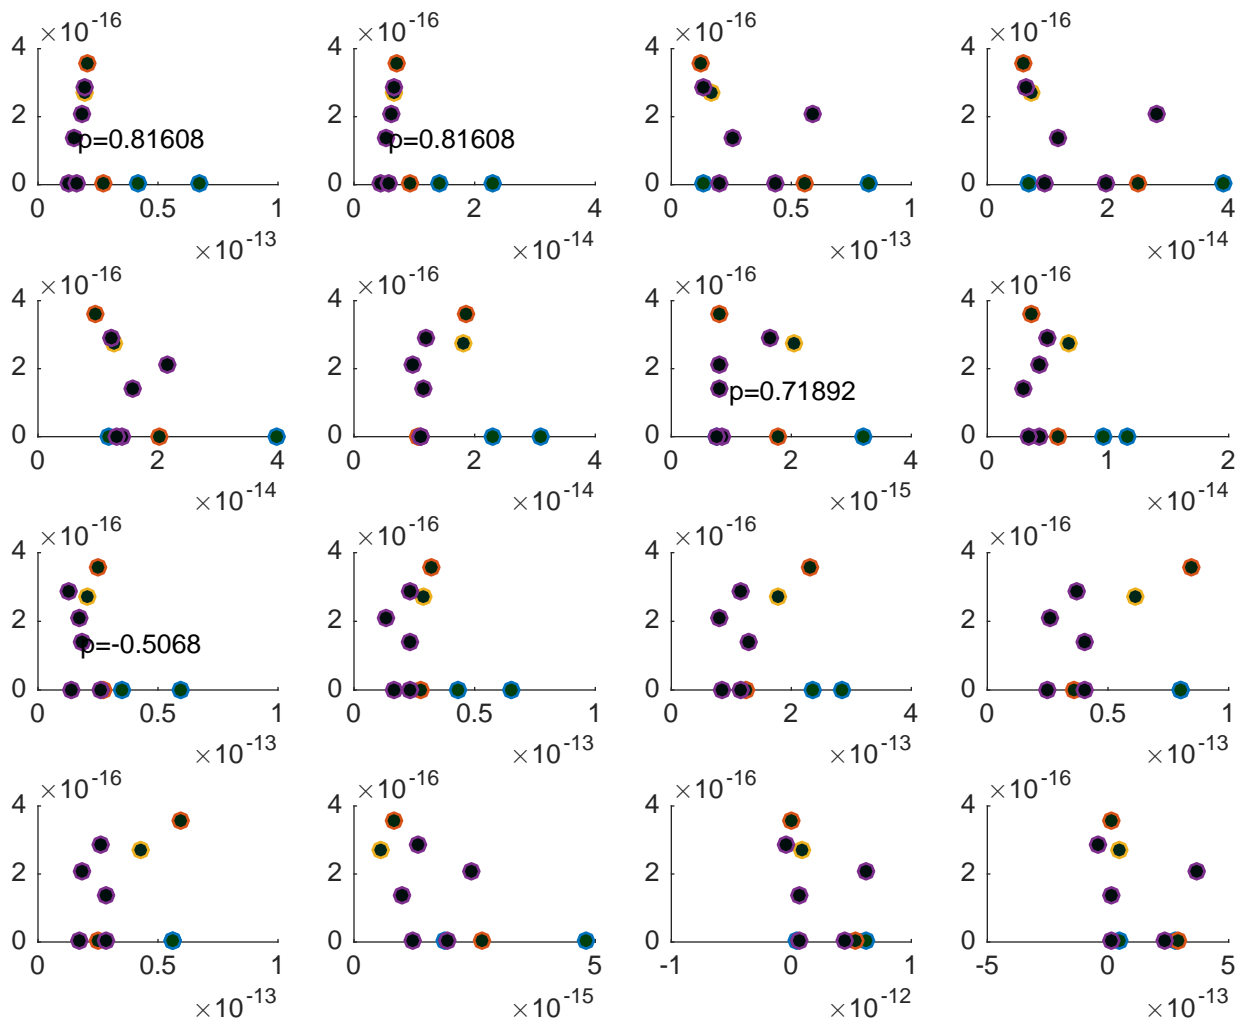 ×10-16 ×10-16 ×10-16 ×10-16
4 4 4 4
2 2 2 2
p=0.81608 p=0.81608
0 0 0 0
0 0.5 1 0 2 4 0 0.5 1 0 2 4
×10-13 ×10-14 ×10-13 ×10-14
×10-16 ×10-16 ×10-16 ×10-16
4 4 4 4
2 2 2 2
p=0.71892
0 0 0 0
0 2 4 0 2 4 0 2 4 0 1 2
×10-14 ×10-14 ×10-15 ×10-14
×10-16 ×10-16 ×10-16 ×10-16
4 4 4 4
2 2 2 2
p=-0.5068
0 0 0 0
0 0.5 1 0 0.5 1 0 2 4 0 0.5 1
×10-13 ×10-13 ×10-13 ×10-13
×10-16 ×10-16 ×10-16 ×10-16
4 4 4 4
2 2 2 2
0 0 0 0
0 0.5 1 0 5 -1 0 1 -5 0 5
×10-13 ×10-15 ×10-12 ×10-13